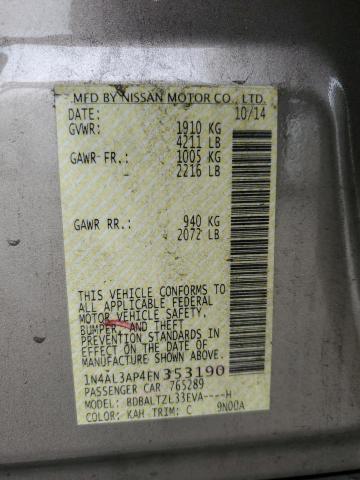 MFD BY NISSAN MOTOR CO., LTD.
DATE: 10/14
GVWR: 1910 KG
4211 LB
GAWR FR.: 1005 KG
2216 LB
GAWR RR.: 940 KG
2072 LB
THIS VEHICLE CONFORMS TO
ALL APPLICABLE FEDERAL
MOTOR VEHICLE SAFETY,
BUMPER, AND THEFT
PREVENTION STANDARDS
IN EFFECT ON THE DATE OF
MANUFACTURE SHOWN ABOVE.
1N4AL3AP4FN353190
PASSENGER CAR 765289
MODEL: BDBALTZL33EVA----H
COLOR: KAH TRIM: C 9N00A